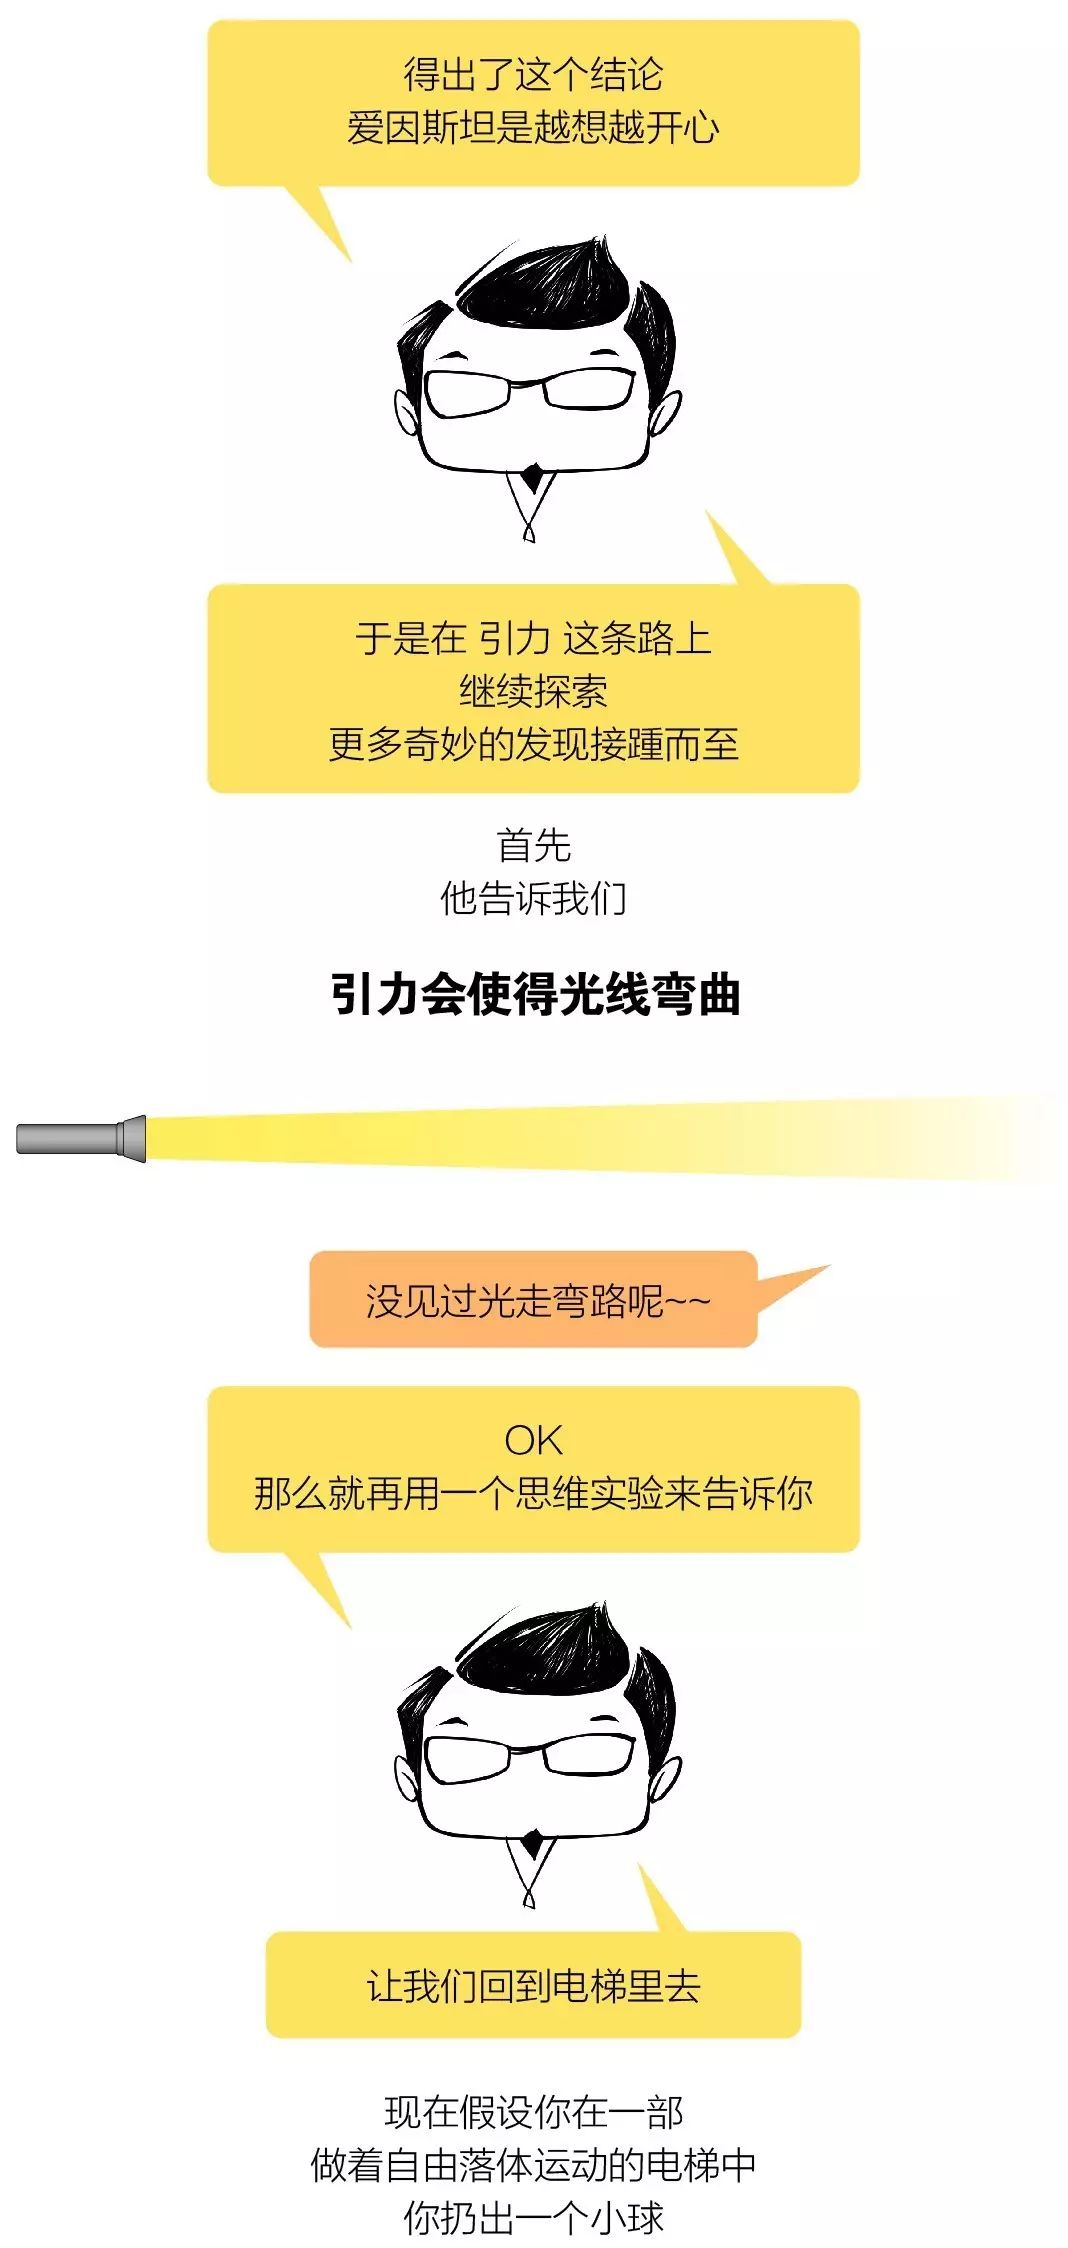 得出了这个结论
爱因斯坦是越想越开心
于是在 引力 这条路上
继续探索
更多奇妙的发现接踵而至
首先
他告诉我们
引力会使得光线弯曲
没见过光走弯路呢~~
OK
那么就再用一个思维实验来告诉你
让我们回到电梯里去
现在假设你在一部
做着自由落体运动的电梯中
你扔出一个小球